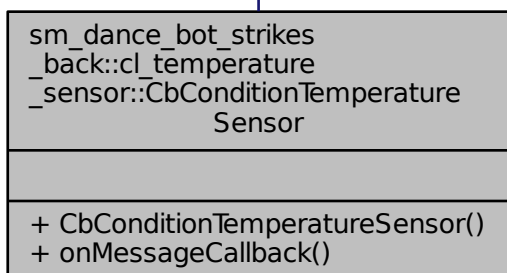 sm_dance_bot_strikes
_back::cl_temperature
_sensor::CbConditionTemperature
Sensor
+ CbConditionTemperatureSensor()
+ onMessageCallback()